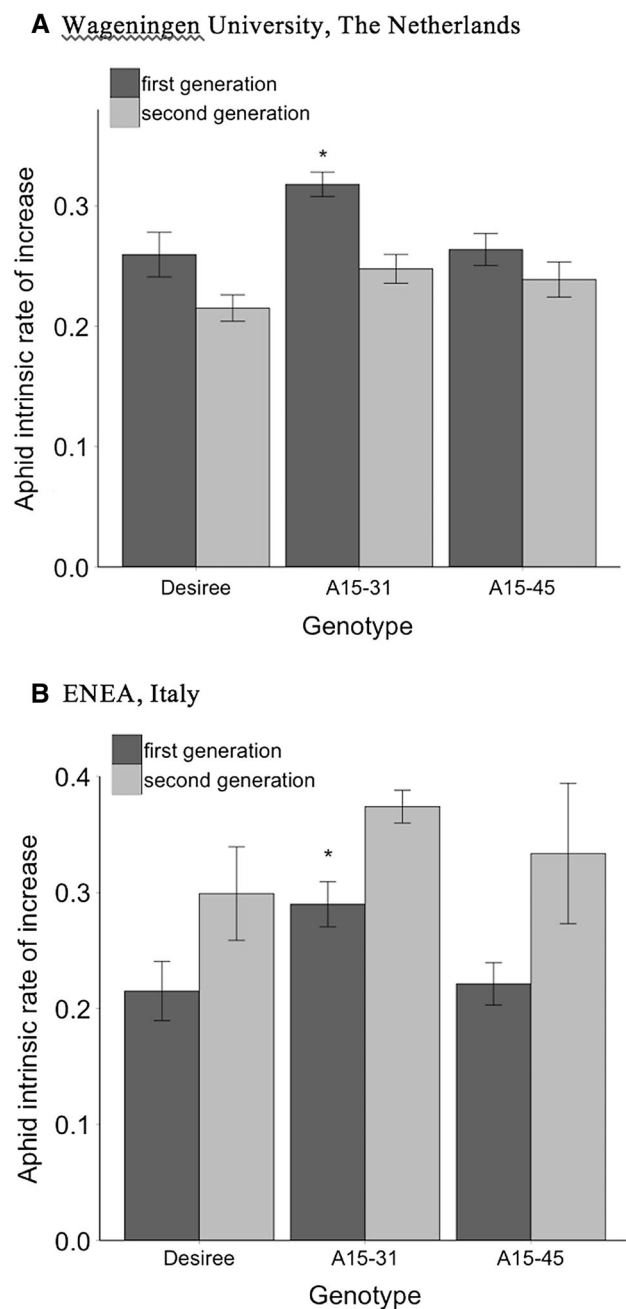 A Wageningen University, The Netherlands
first generation
second generation
Aphid intrinsic rate of increase
0.3
0.2
0.1
0.0
*
Desiree
A15-31
A15-45
Genotype
B ENEA, Italy
first generation
second generation
Aphid intrinsic rate of increase
0.4
0.3
0.2
0.1
0.0
*
Desiree
A15-31
A15-45
Genotype